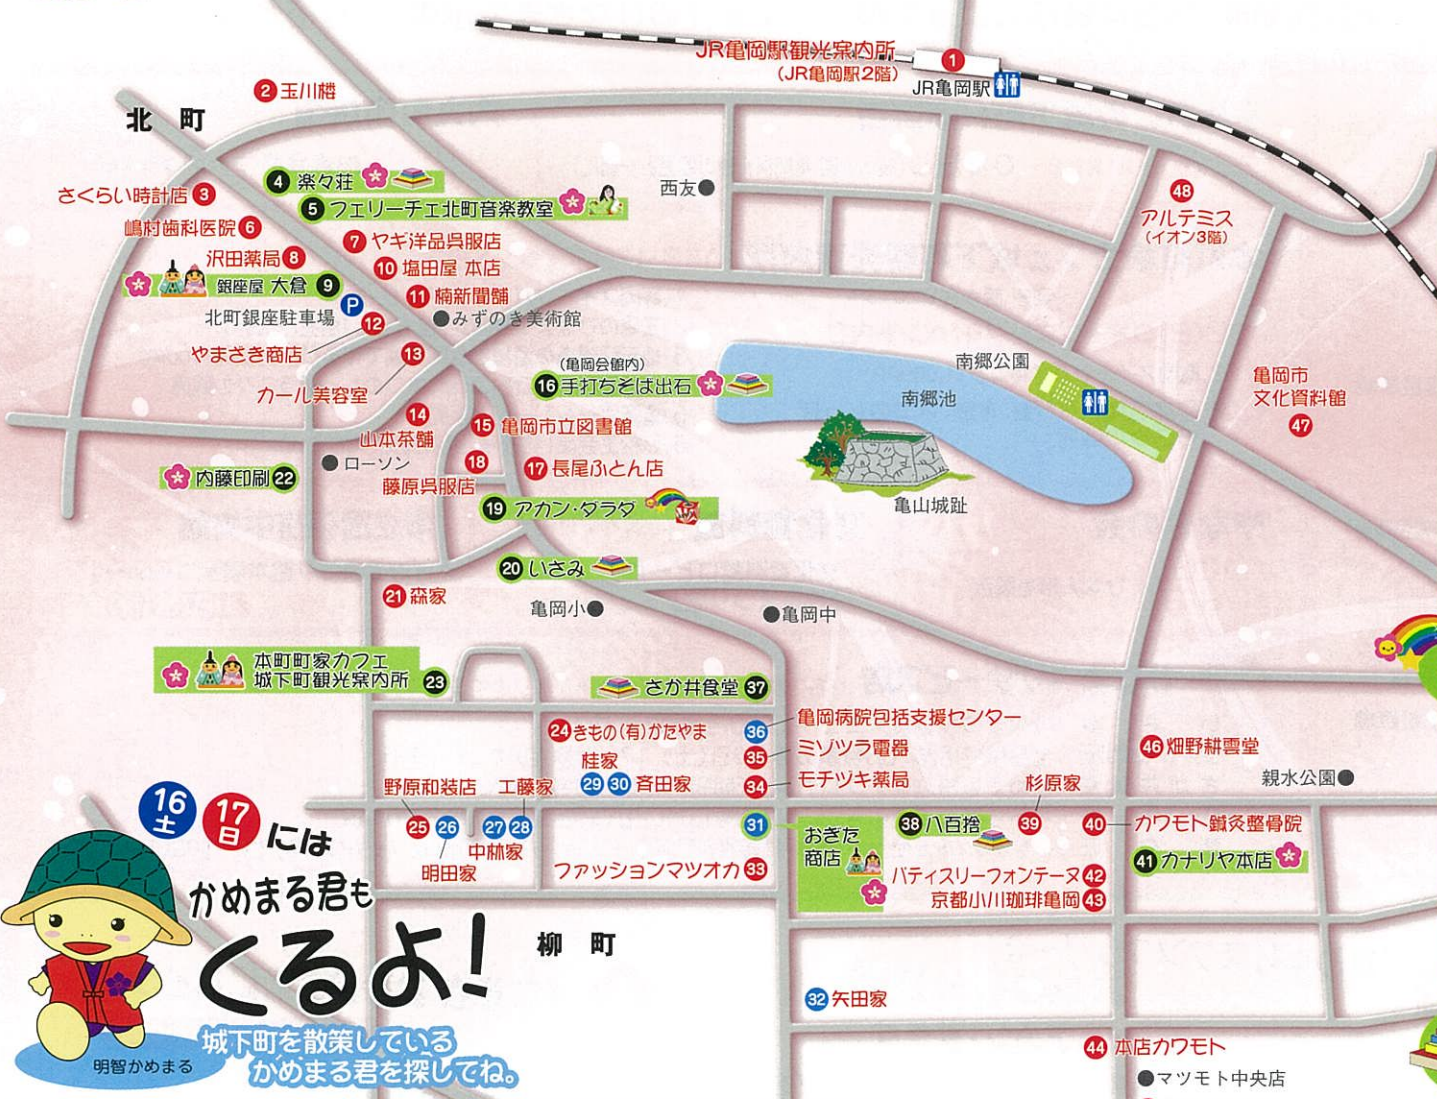 JR亀岡駅観光案内所
(JR亀岡駅2階)
1
JR亀岡駅
2 玉川楼
北 町
さくらい時計店 3
4 楽々荘
5 フェリーチェ北町音楽教室
西友
48
アルテミス
(イオン3階)
嶋村歯科医院 6
7 ヤギ洋品呉服店
沢田薬局 8
10 塩田屋 本店
銀座屋 大倉 9
11 楠新聞舗
P
北町銀座駐車場
12
みずのき美術館
やまざき商店
13
カール美容室
(亀岡会館内)
16 手打ちそば出石
南郷公園
南郷池
亀岡市
文化資料館
47
14
山本茶舗
15 亀岡市立図書館
ローソン
18
藤原呉服店
17 長尾ふとん店
内藤印刷 22
19 アカン・ダラダ
亀山城趾
20 いさみ
21 森家
亀岡小
亀岡中
本町町家カフェ
城下町観光案内所 23
さか井食堂 37
24 きもの(有)かたやま
36 亀岡病院包括支援センター
35 ミゾツラ電器
34 モチヅキ薬局
46 畑野耕雲堂
親水公園
桂家
29 30 斉田家
野原和装店
工藤家
杉原家
25 26 27 28
中林家
明田家
31
おぎた
商店
38 八百捨
39
40 カワモト鍼灸整骨院
41 カナリヤ本店
ファッションマツオカ 33
パティスリーフォンテーヌ 42
京都小川珈琲亀岡 43
柳 町
32 矢田家
44 本店カワモト
マツモト中央店
16
土
17
日
には
かめまる君も
くるよ!
城下町を散策している
かめまる君を探してね。
明智かめまる